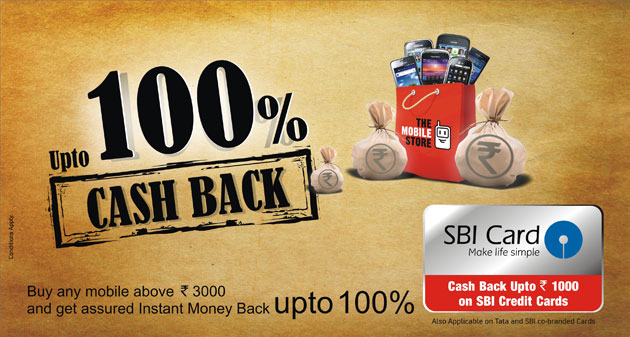 Upto 100%
CASH BACK
THE
MOBILE
STORE
₹
₹
₹
SBI Card
Make life simple
Cash Back Upto ₹ 1000
on SBI Credit Cards
Also Applicable on Tata and SBI co-branded Cards
Buy any mobile above ₹ 3000
and get assured Instant Money Back upto 100%
Conditions Apply.